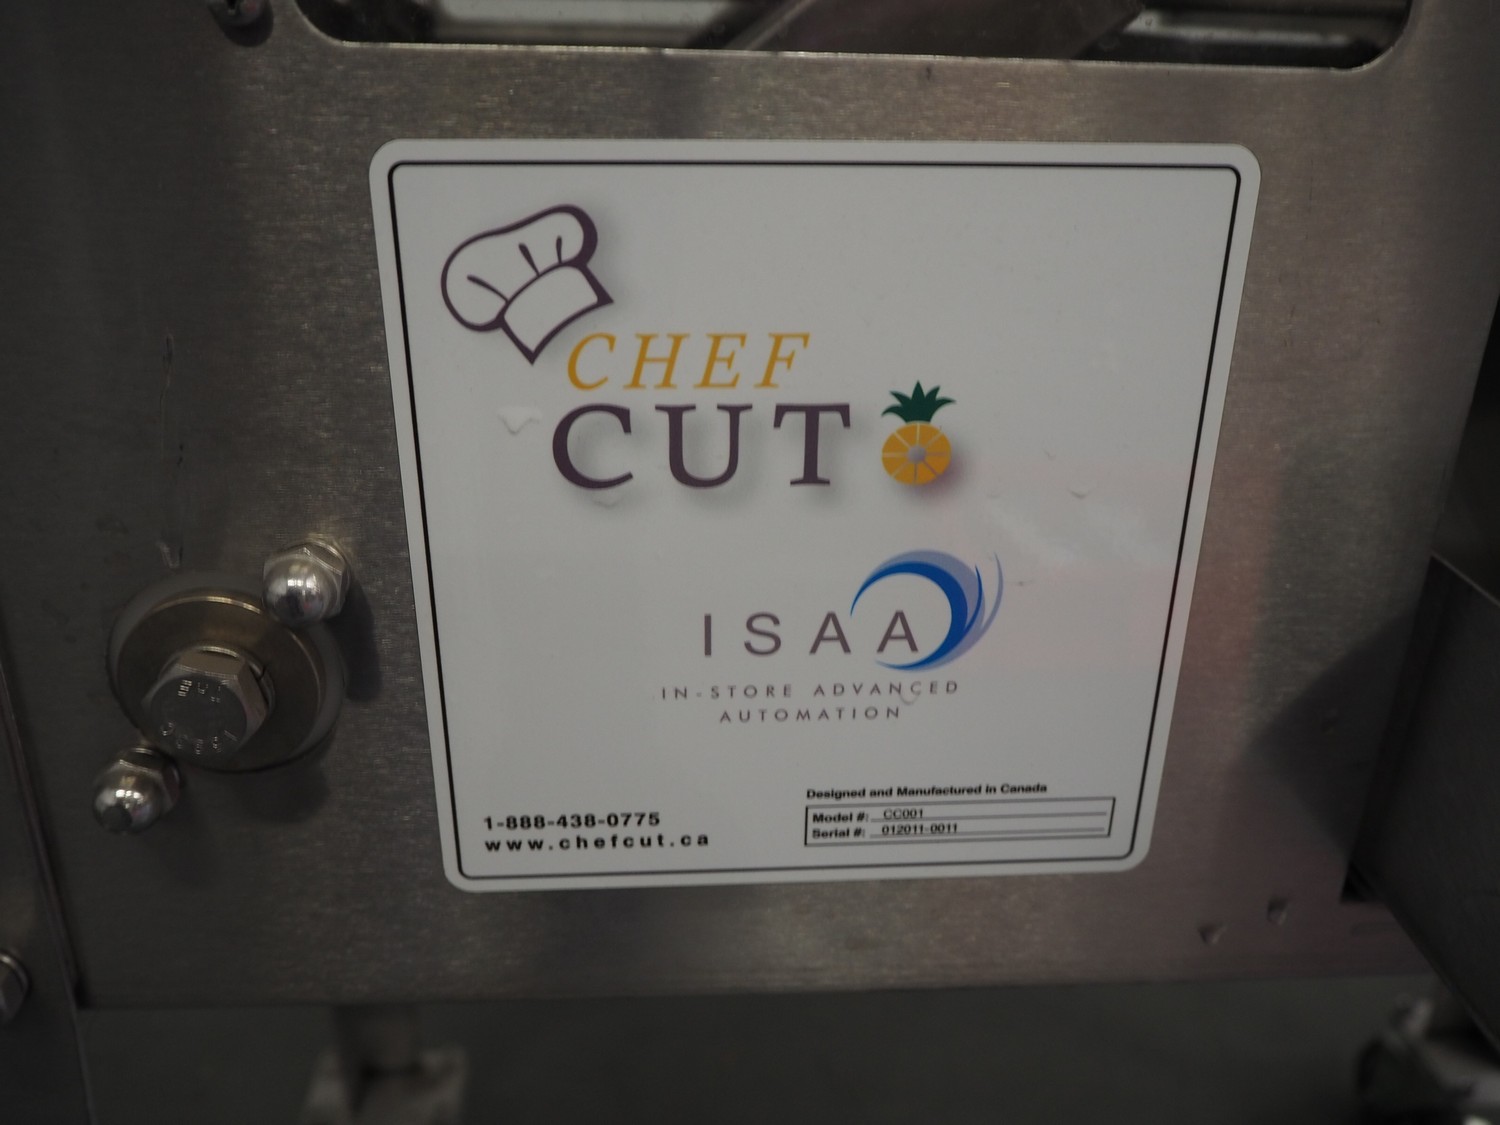 CHEF
CUT
ISAA
IN-STORE ADVANCED
AUTOMATION
1-888-438-0775
www.chefcut.ca
Designed and Manufactured in Canada
Model #: CC001
Serial #: 012011-0011